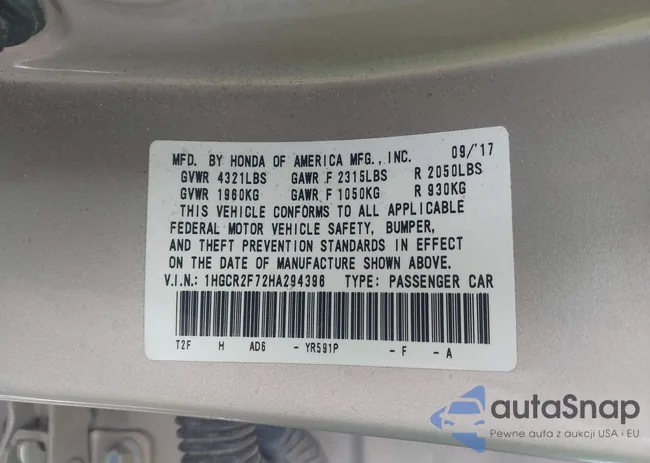 MFD. BY HONDA OF AMERICA MFG., INC. 09/'17
GVWR 4321LBS GAWR F 2315LBS R 2050LBS
GVWR 1960KG GAWR F 1050KG R 930KG
THIS VEHICLE CONFORMS TO ALL APPLICABLE
FEDERAL MOTOR VEHICLE SAFETY, BUMPER,
AND THEFT PREVENTION STANDARDS IN EFFECT
ON THE DATE OF MANUFACTURE SHOWN ABOVE.
V.I.N.: 1HGCR2F72HA294396 TYPE: PASSENGER CAR
T2F H AD6 - YR591P - F - A
autaSnap
Pewne auta z aukcji USA i EU